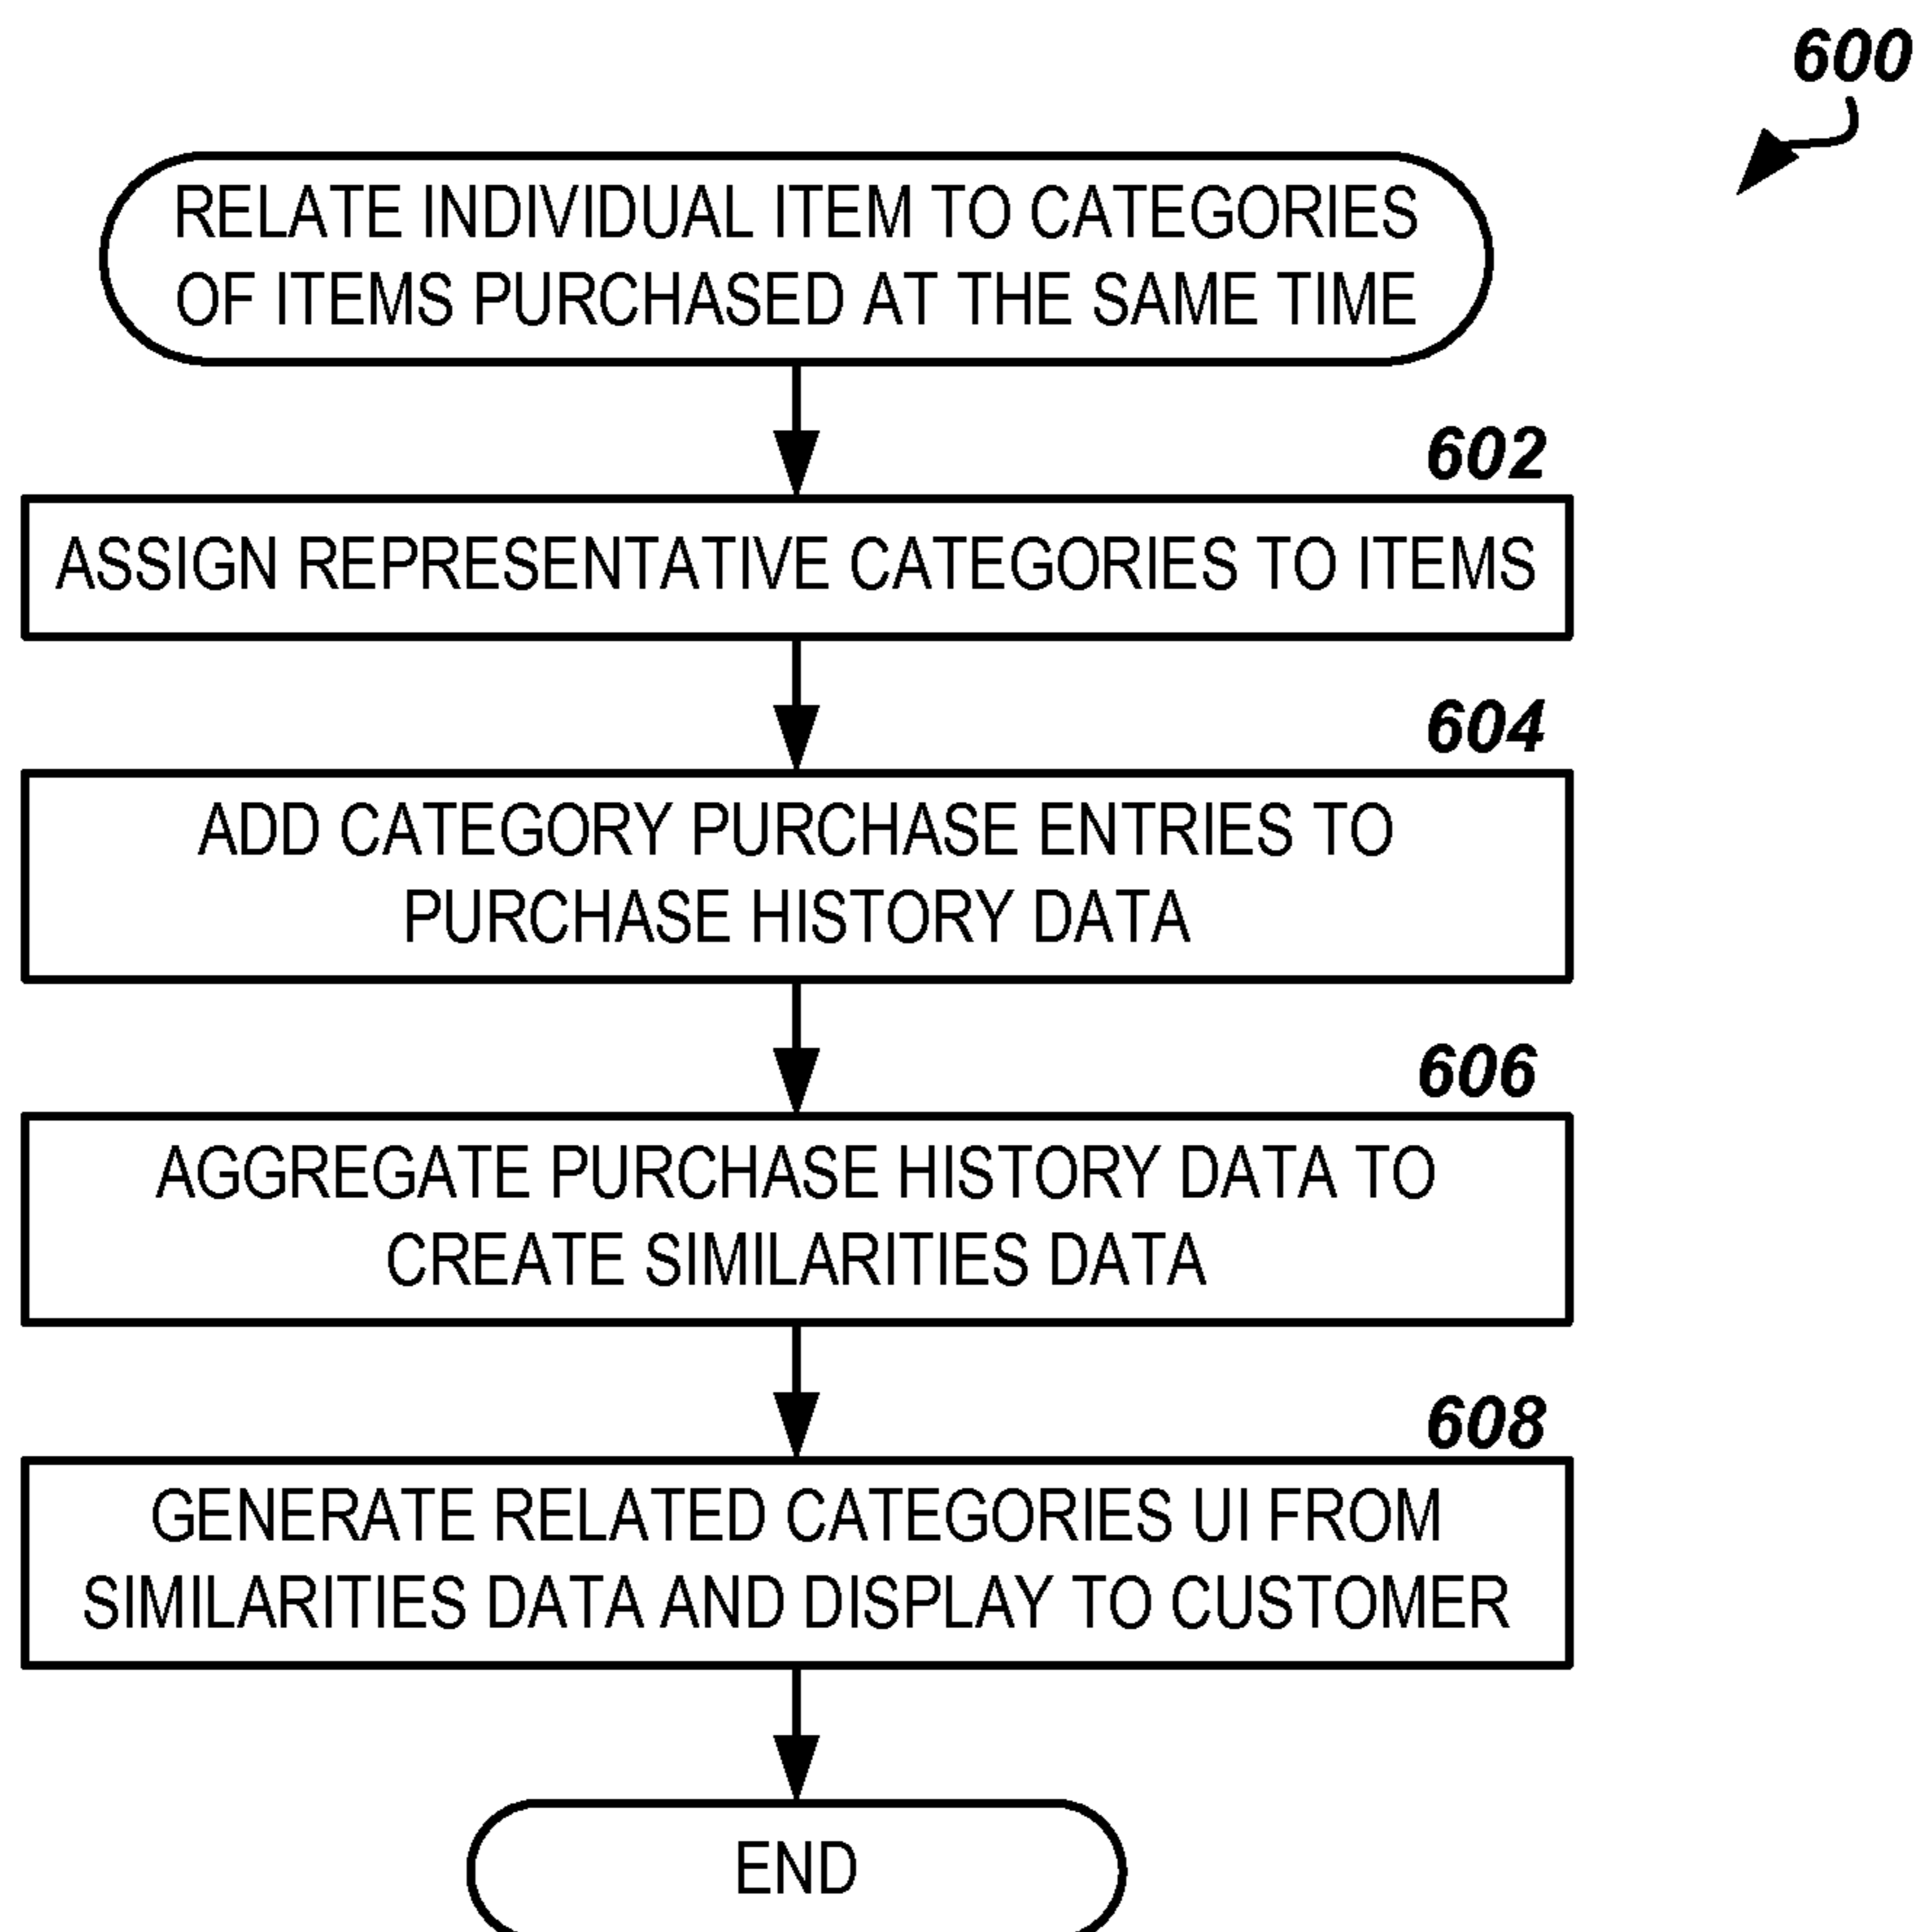 600
RELATE INDIVIDUAL ITEM TO CATEGORIES
OF ITEMS PURCHASED AT THE SAME TIME
602
ASSIGN REPRESENTATIVE CATEGORIES TO ITEMS
604
ADD CATEGORY PURCHASE ENTRIES TO
PURCHASE HISTORY DATA
606
AGGREGATE PURCHASE HISTORY DATA TO
CREATE SIMILARITIES DATA
608
GENERATE RELATED CATEGORIES UI FROM
SIMILARITIES DATA AND DISPLAY TO CUSTOMER
END